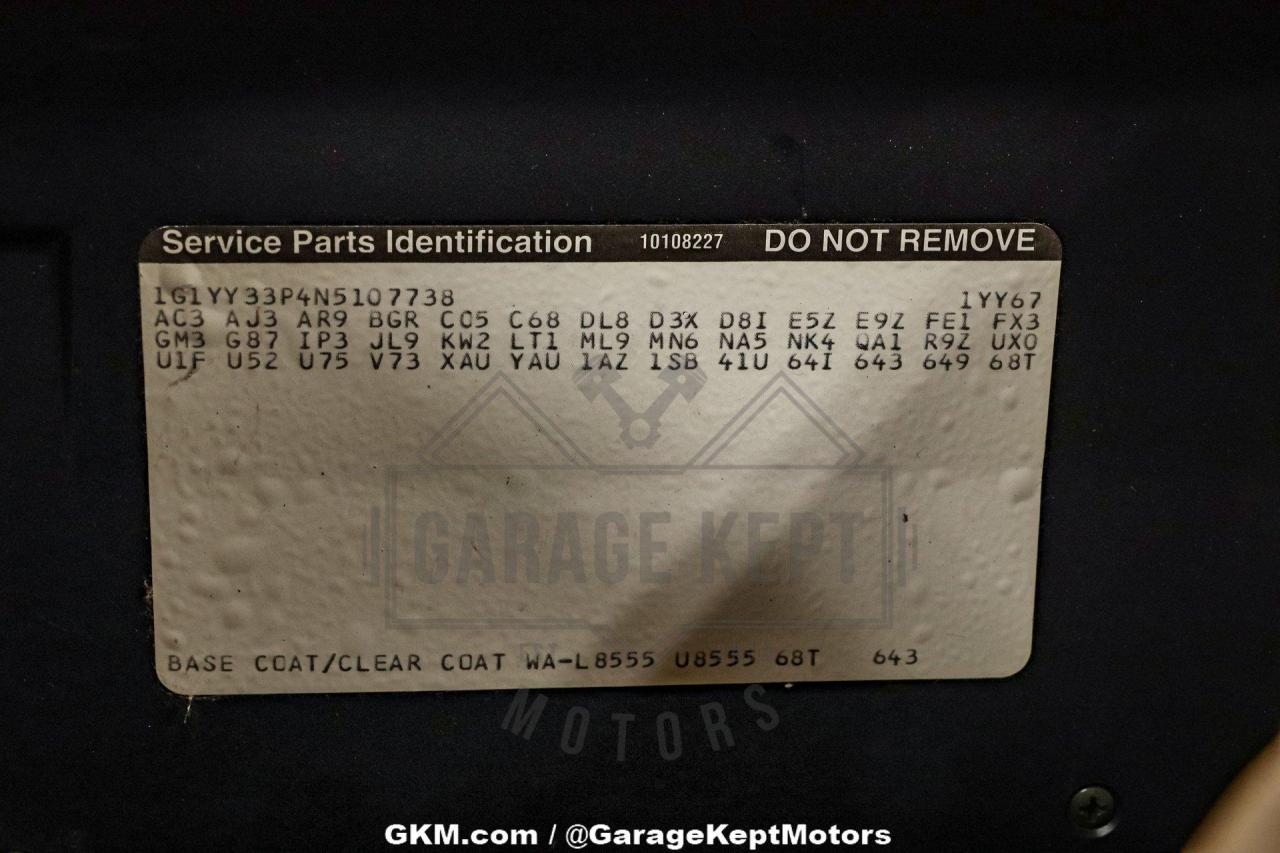 Service Parts Identification 10108227 DO NOT REMOVE
1G1YY33P4N5107738 1YY67
AC3 AJ3 AR9 BGR C05 C68 DL8 D3X D8I E5Z E9Z FE1 FX3
GM3 G87 IP3 JL9 KW2 LT1 ML9 MN6 NA5 NK4 QA1 R9Z UX0
U1F U52 U75 V73 XAU YAU 1AZ 1SB 41U 64I 643 649 68T
GARAGE KEPT
BASE COAT/CLEAR COAT WA-L8555 U8555 68T 643
MOTORS
GKM.com / @GarageKeptMotors